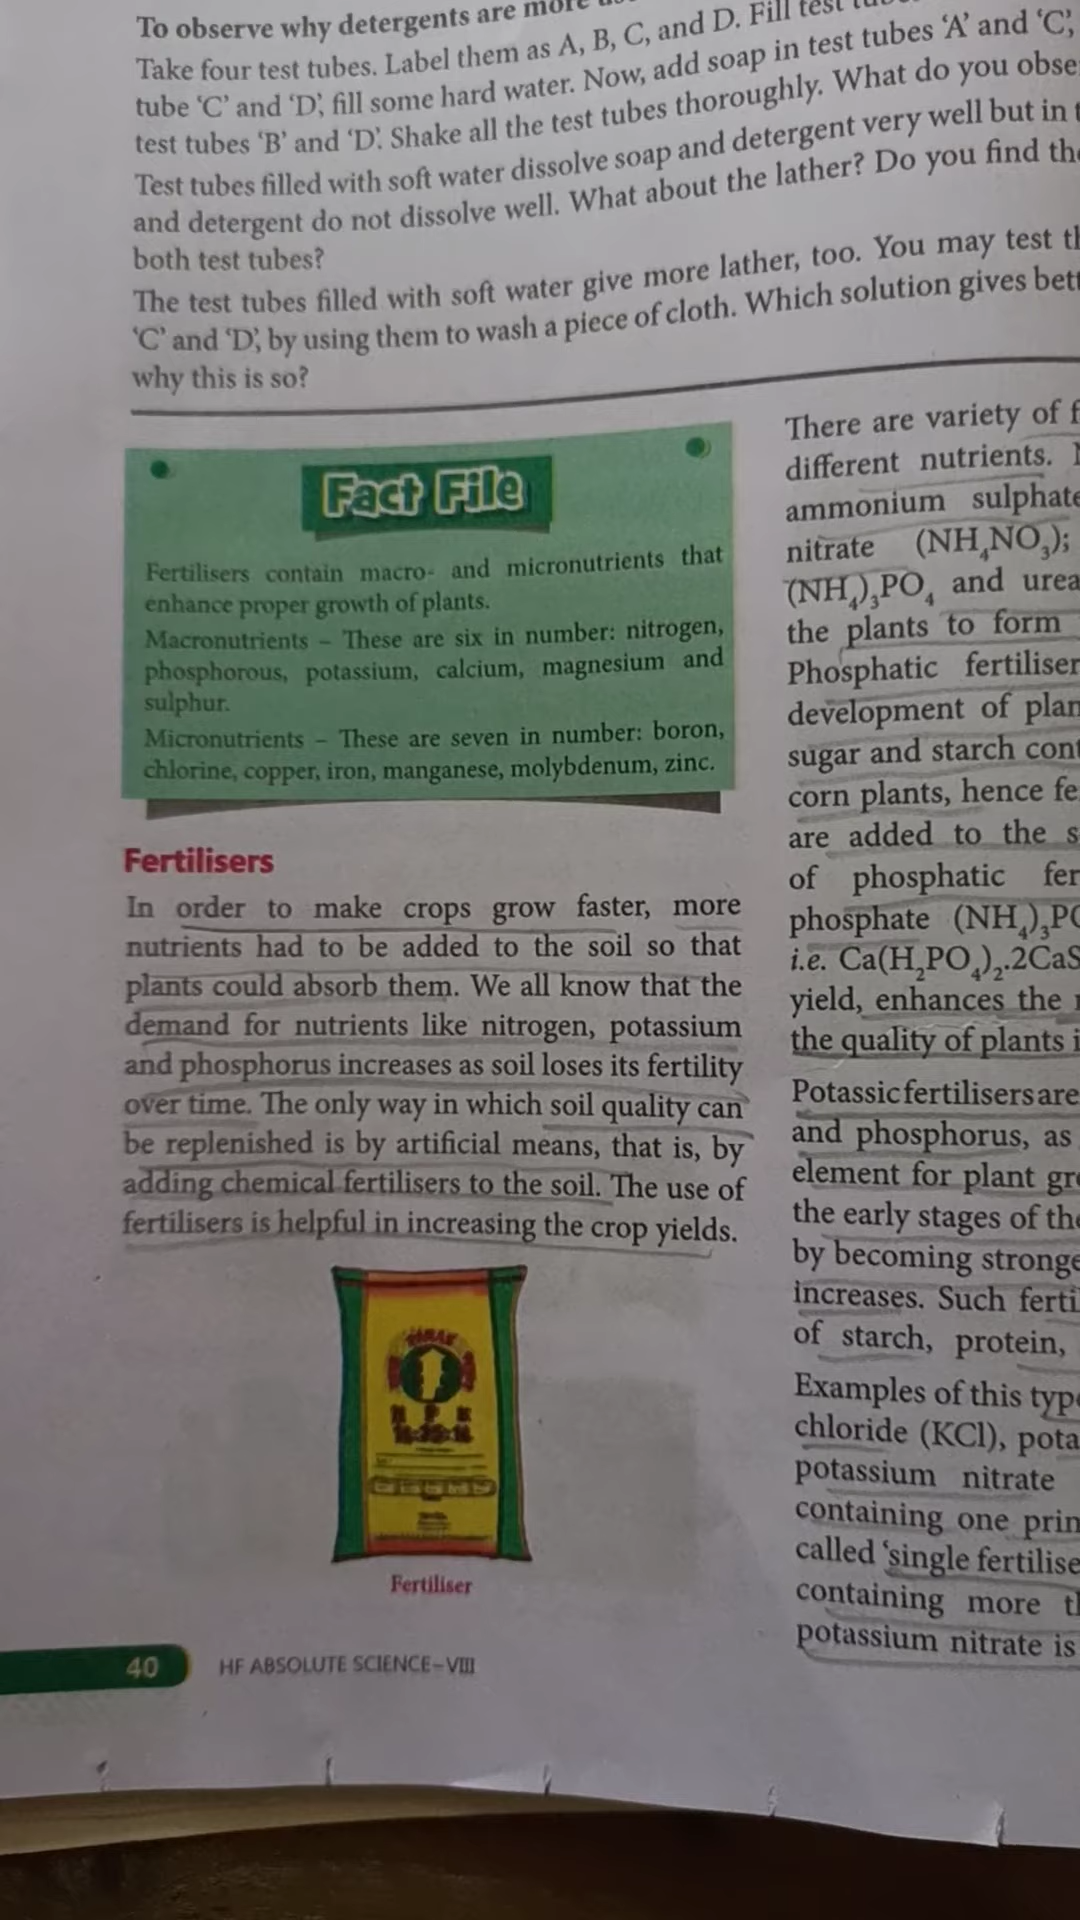 To observe why detergents are more
Take four test tubes. Label them as A, B, C, and D. Fill test
tube ‘C’ and ‘D’, fill some hard water. Now, add soap in test tubes ‘A’ and ‘C’,
test tubes ‘B’ and ‘D’. Shake all the test tubes thoroughly. What do you obse
Test tubes filled with soft water dissolve soap and detergent very well but in
and detergent do not dissolve well. What about the lather? Do you find the
both test tubes?
The test tubes filled with soft water give more lather, too. You may test th
‘C’ and ‘D’, by using them to wash a piece of cloth. Which solution gives bett
why this is so?
Fact File
Fertilisers contain macro- and micronutrients that
enhance proper growth of plants.
Macronutrients – These are six in number: nitrogen,
phosphorous, potassium, calcium, magnesium and
sulphur.
Micronutrients – These are seven in number: boron,
chlorine, copper, iron, manganese, molybdenum, zinc.
Fertilisers
In order to make crops grow faster, more
nutrients had to be added to the soil so that
plants could absorb them. We all know that the
demand for nutrients like nitrogen, potassium
and phosphorus increases as soil loses its fertility
over time. The only way in which soil quality can
be replenished is by artificial means, that is, by
adding chemical fertilisers to the soil. The use of
fertilisers is helpful in increasing the crop yields.
N P K
Fertiliser
There are variety of f
different nutrients.
ammonium sulphate
nitrate (NH₄NO₃);
(NH₄)₃PO₄ and urea
the plants to form
Phosphatic fertiliser
development of plan
sugar and starch cont
corn plants, hence fe
are added to the s
of phosphatic fer
phosphate (NH₄)₃PO
i.e. Ca(H₂PO₄)₂.2CaS
yield, enhances the
the quality of plants i
Potassic fertilisers are
and phosphorus, as
element for plant gro
the early stages of the
by becoming stronge
increases. Such ferti
of starch, protein,
Examples of this type
chloride (KCl), pota
potassium nitrate
containing one prin
called ‘single fertilise
containing more th
potassium nitrate is
40 HF ABSOLUTE SCIENCE–VIII